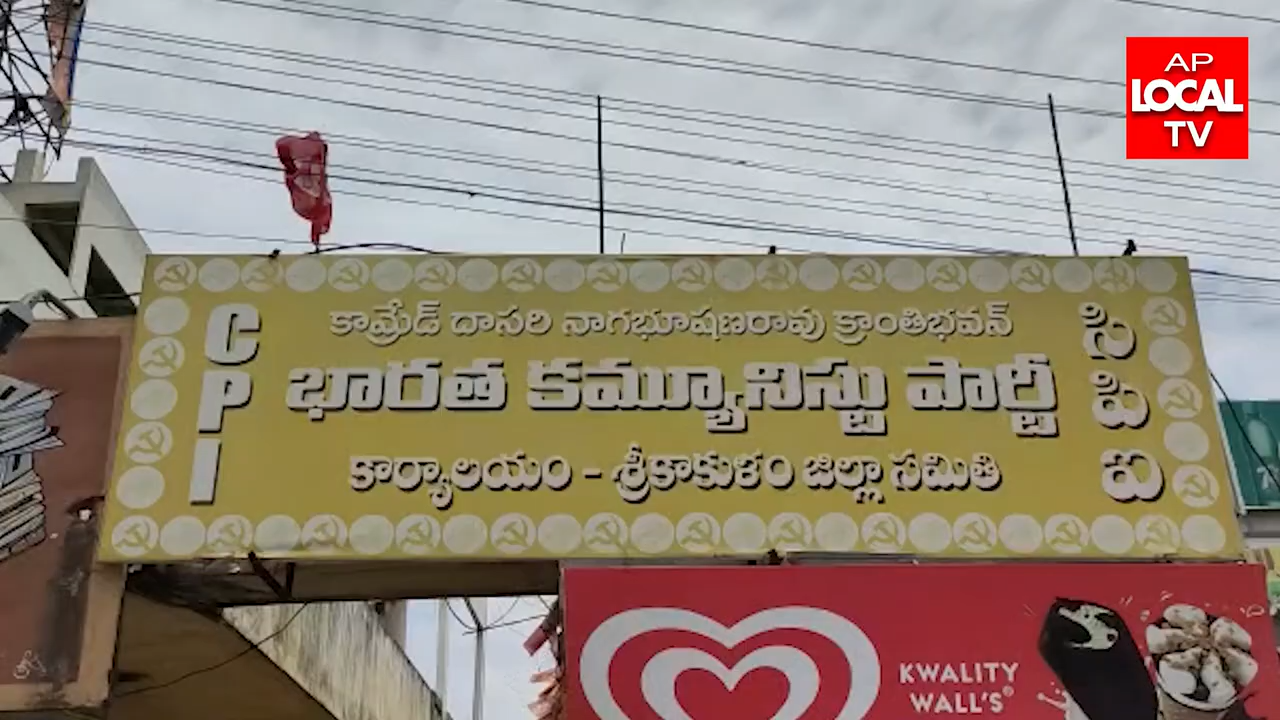 AP
LOCAL
TV
CPI
కామ్రేడ్ దాసరి నాగభూషణరావు క్రాంతిభవన్
భారత కమ్యూనిస్టు పార్టీ
కార్యాలయం - శ్రీకాకుళం జిల్లా సమితి
సిపిఐ
KWALITY
WALL'S®